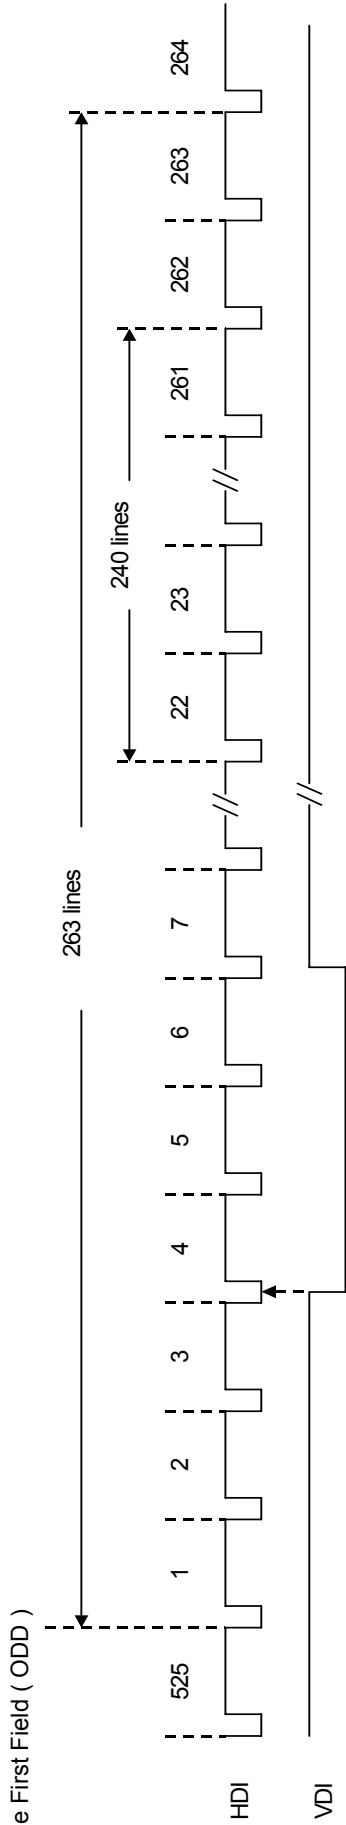 e First Field ( ODD )
263 lines
240 lines
525 1 2 3 4 5 6 7 22 23 261 262 263 264
HDI
VDI